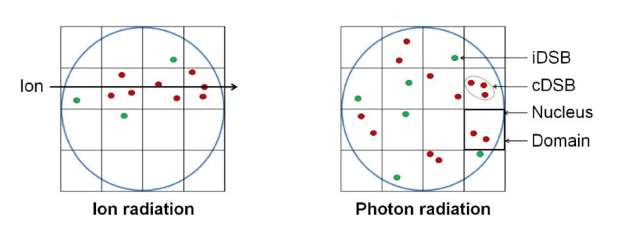 Ion
iDSB
cDSB
Nucleus
Domain
Ion radiation
Photon radiation